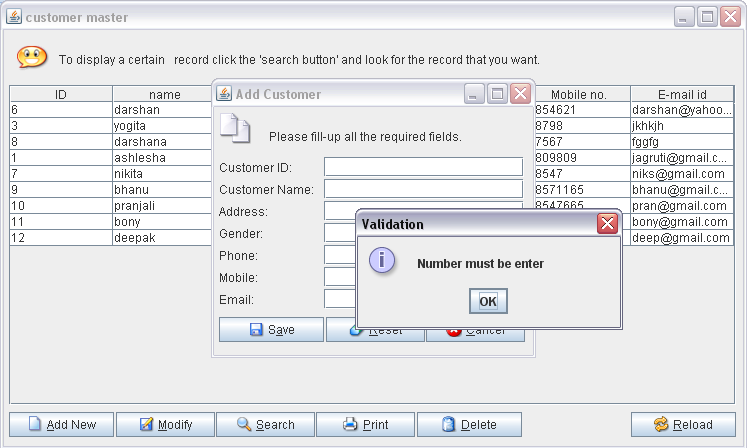 customer master
To display a certain record click the 'search button' and look for the record that you want.
ID name Mobile no. E-mail id
6 darshan 854621 darshan@yahoo...
3 yogita 8798 jkhkjh
8 darshana 7567 fggfg
1 ashlesha 809809 jagruti@gmail.c...
7 nikita 8547 niks@gmail.com
9 bhanu 8571165 bhanu@gmail.c...
10 pranjali 8547665 pran@gmail.com
11 bony bony@gmail.com
12 deepak deep@gmail.com
Add Customer
Please fill-up all the required fields.
Customer ID:
Customer Name:
Address:
Gender:
Phone:
Mobile:
Email:
Save Reset Cancel
Validation
Number must be enter
OK
Add New Modify Search Print Delete Reload